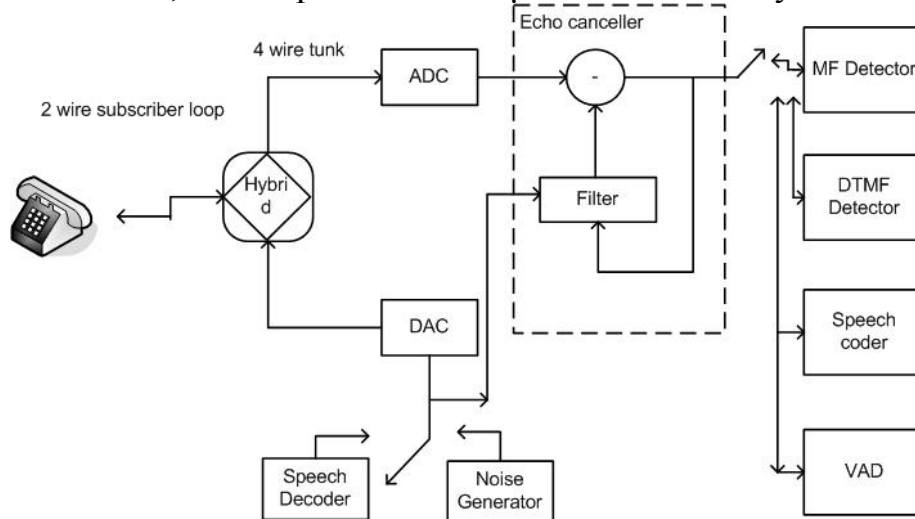 Echo canceller
4 wire tunk
ADC
-
MF Detector
2 wire subscriber loop
Hybri
d
Filter
DTMF
Detector
DAC
Speech
coder
Speech
Decoder
Noise
Generator
VAD